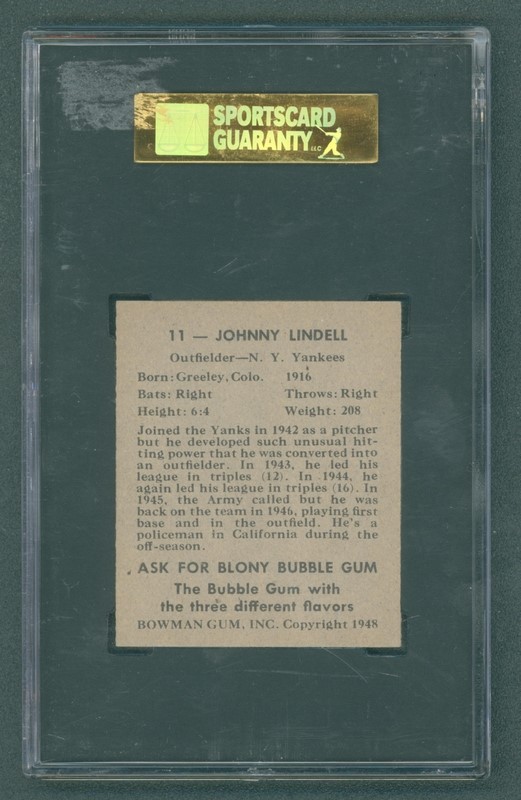 SPORTSCARD
GUARANTY LLC
11 — JOHNNY LINDELL
Outfielder—N. Y. Yankees
Born: Greeley, Colo. 1916
Bats: Right Throws: Right
Height: 6:4 Weight: 208
Joined the Yanks in 1942 as a pitcher
but he developed such unusual hit-
ting power that he was converted into
an outfielder. In 1943, he led his
league in triples (12). In 1944, he
again led his league in triples (16). In
1945, the Army called but he was
back on the team in 1946, playing first
base and in the outfield. He's a
policeman in California during the
off-season.
ASK FOR BLONY BUBBLE GUM
The Bubble Gum with
the three different flavors
BOWMAN GUM, INC. Copyright 1948